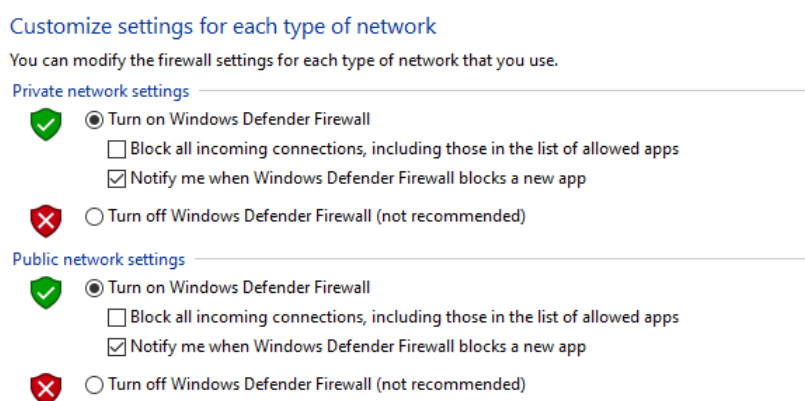 Customize settings for each type of network
You can modify the firewall settings for each type of network that you use.
Private network settings
Turn on Windows Defender Firewall
Block all incoming connections, including those in the list of allowed apps
Notify me when Windows Defender Firewall blocks a new app
Turn off Windows Defender Firewall (not recommended)
Public network settings
Turn on Windows Defender Firewall
Block all incoming connections, including those in the list of allowed apps
Notify me when Windows Defender Firewall blocks a new app
Turn off Windows Defender Firewall (not recommended)